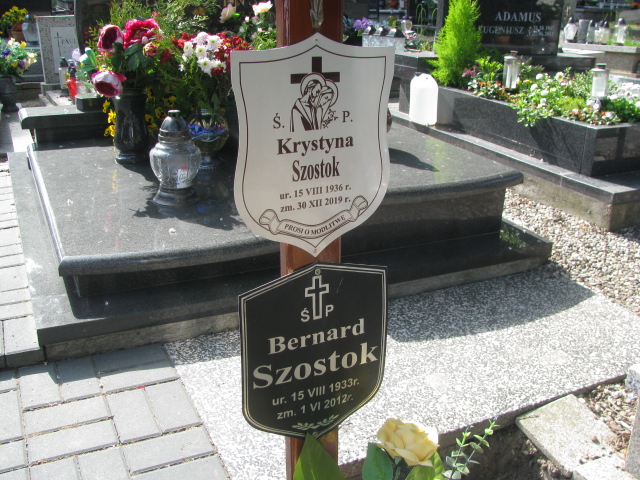 ADAMUS
EUGENIUSZ
Ś. P.
Krystyna
Szostok
ur. 15 VIII 1936 r.
zm. 30 XII 2019 r.
PROSI O MODLITWĘ
Ś P
Bernard
Szostok
ur. 15 VIII 1933r.
zm. 1 VI 2012r.